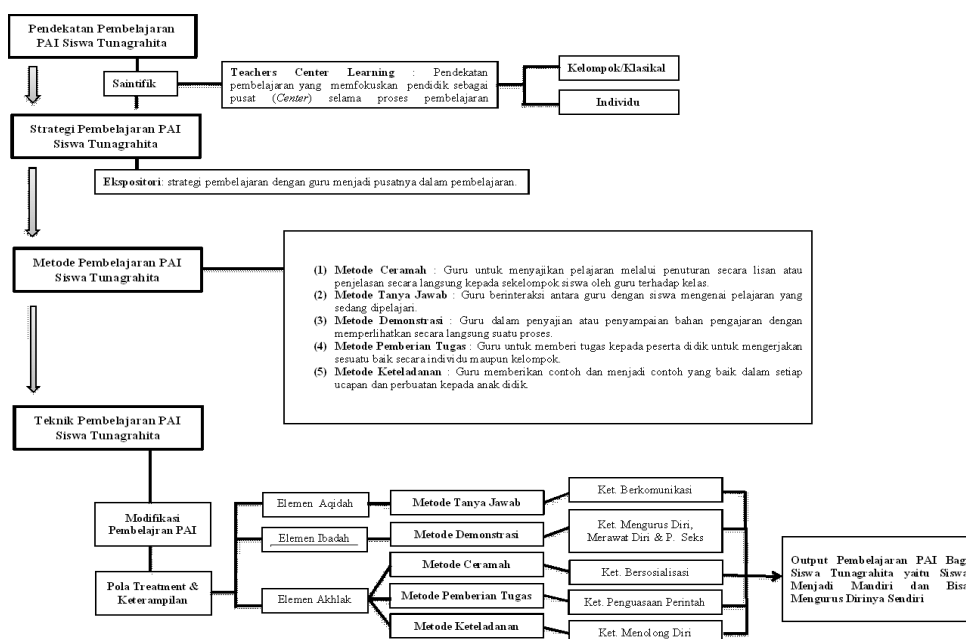 Pendekatan Pembelajaran
PAI Siswa Tunagrahita
Saintifik
Teachers Center Learning : Pendekatan
pembelajaran yang memfokuskan pendidik sebagai
pusat (Center) selama proses pembelajaran
Kelompok/Klasikal
Individu
Strategi Pembelajaran PAI
Siswa Tunagrahita
Ekspositori: strategi pembelajaran dengan guru menjadi pusatnya dalam pembelajaran.
Metode Pembelajaran PAI
Siswa Tunagrahita
(1) Metode Ceramah : Guru untuk menyajikan pelajaran melalui penuturan secara lisan atau
penjelasan secara langsung kepada sekelompok siswa oleh guru terhadap kelas.
(2) Metode Tanya Jawab : Guru berinteraksi antara guru dengan siswa mengenai pelajaran yang
sedang dipelajari.
(3) Metode Demonstrasi : Guru dalam penyajian atau penyampaian bahan pengajaran dengan
memperlihatkan secara langsung suatu proses.
(4) Metode Pemberian Tugas : Guru untuk memberi tugas kepada peserta didik untuk mengerjakan
sesuatu baik secara individu maupun kelompok.
(5) Metode Keteladanan : Guru memberikan contoh dan menjadi contoh yang baik dalam setiap
ucapan dan perbuatan kepada anak didik.
Teknik Pembelajaran PAI
Siswa Tunagrahita
Modifikasi
Pembelajran PAI
Pola Treatment &
Keterampilan
Elemen Aqidah
Elemen Ibadah
Elemen Akhlak
Metode Tanya Jawab
Metode Demonstrasi
Metode Ceramah
Metode Pemberian Tugas
Metode Keteladanan
Ket. Berkomunikasi
Ket. Mengurus Diri,
Merawat Diri & P. Seks
Ket. Bersosialisasi
Ket. Penguasaan Perintah
Ket. Menolong Diri
Output Pembelajaran PAI Bag
Siswa Tunagrahita yaitu Siswa
Menjadi Mandiri dan Bisa
Mengurus Dirinya Sendiri